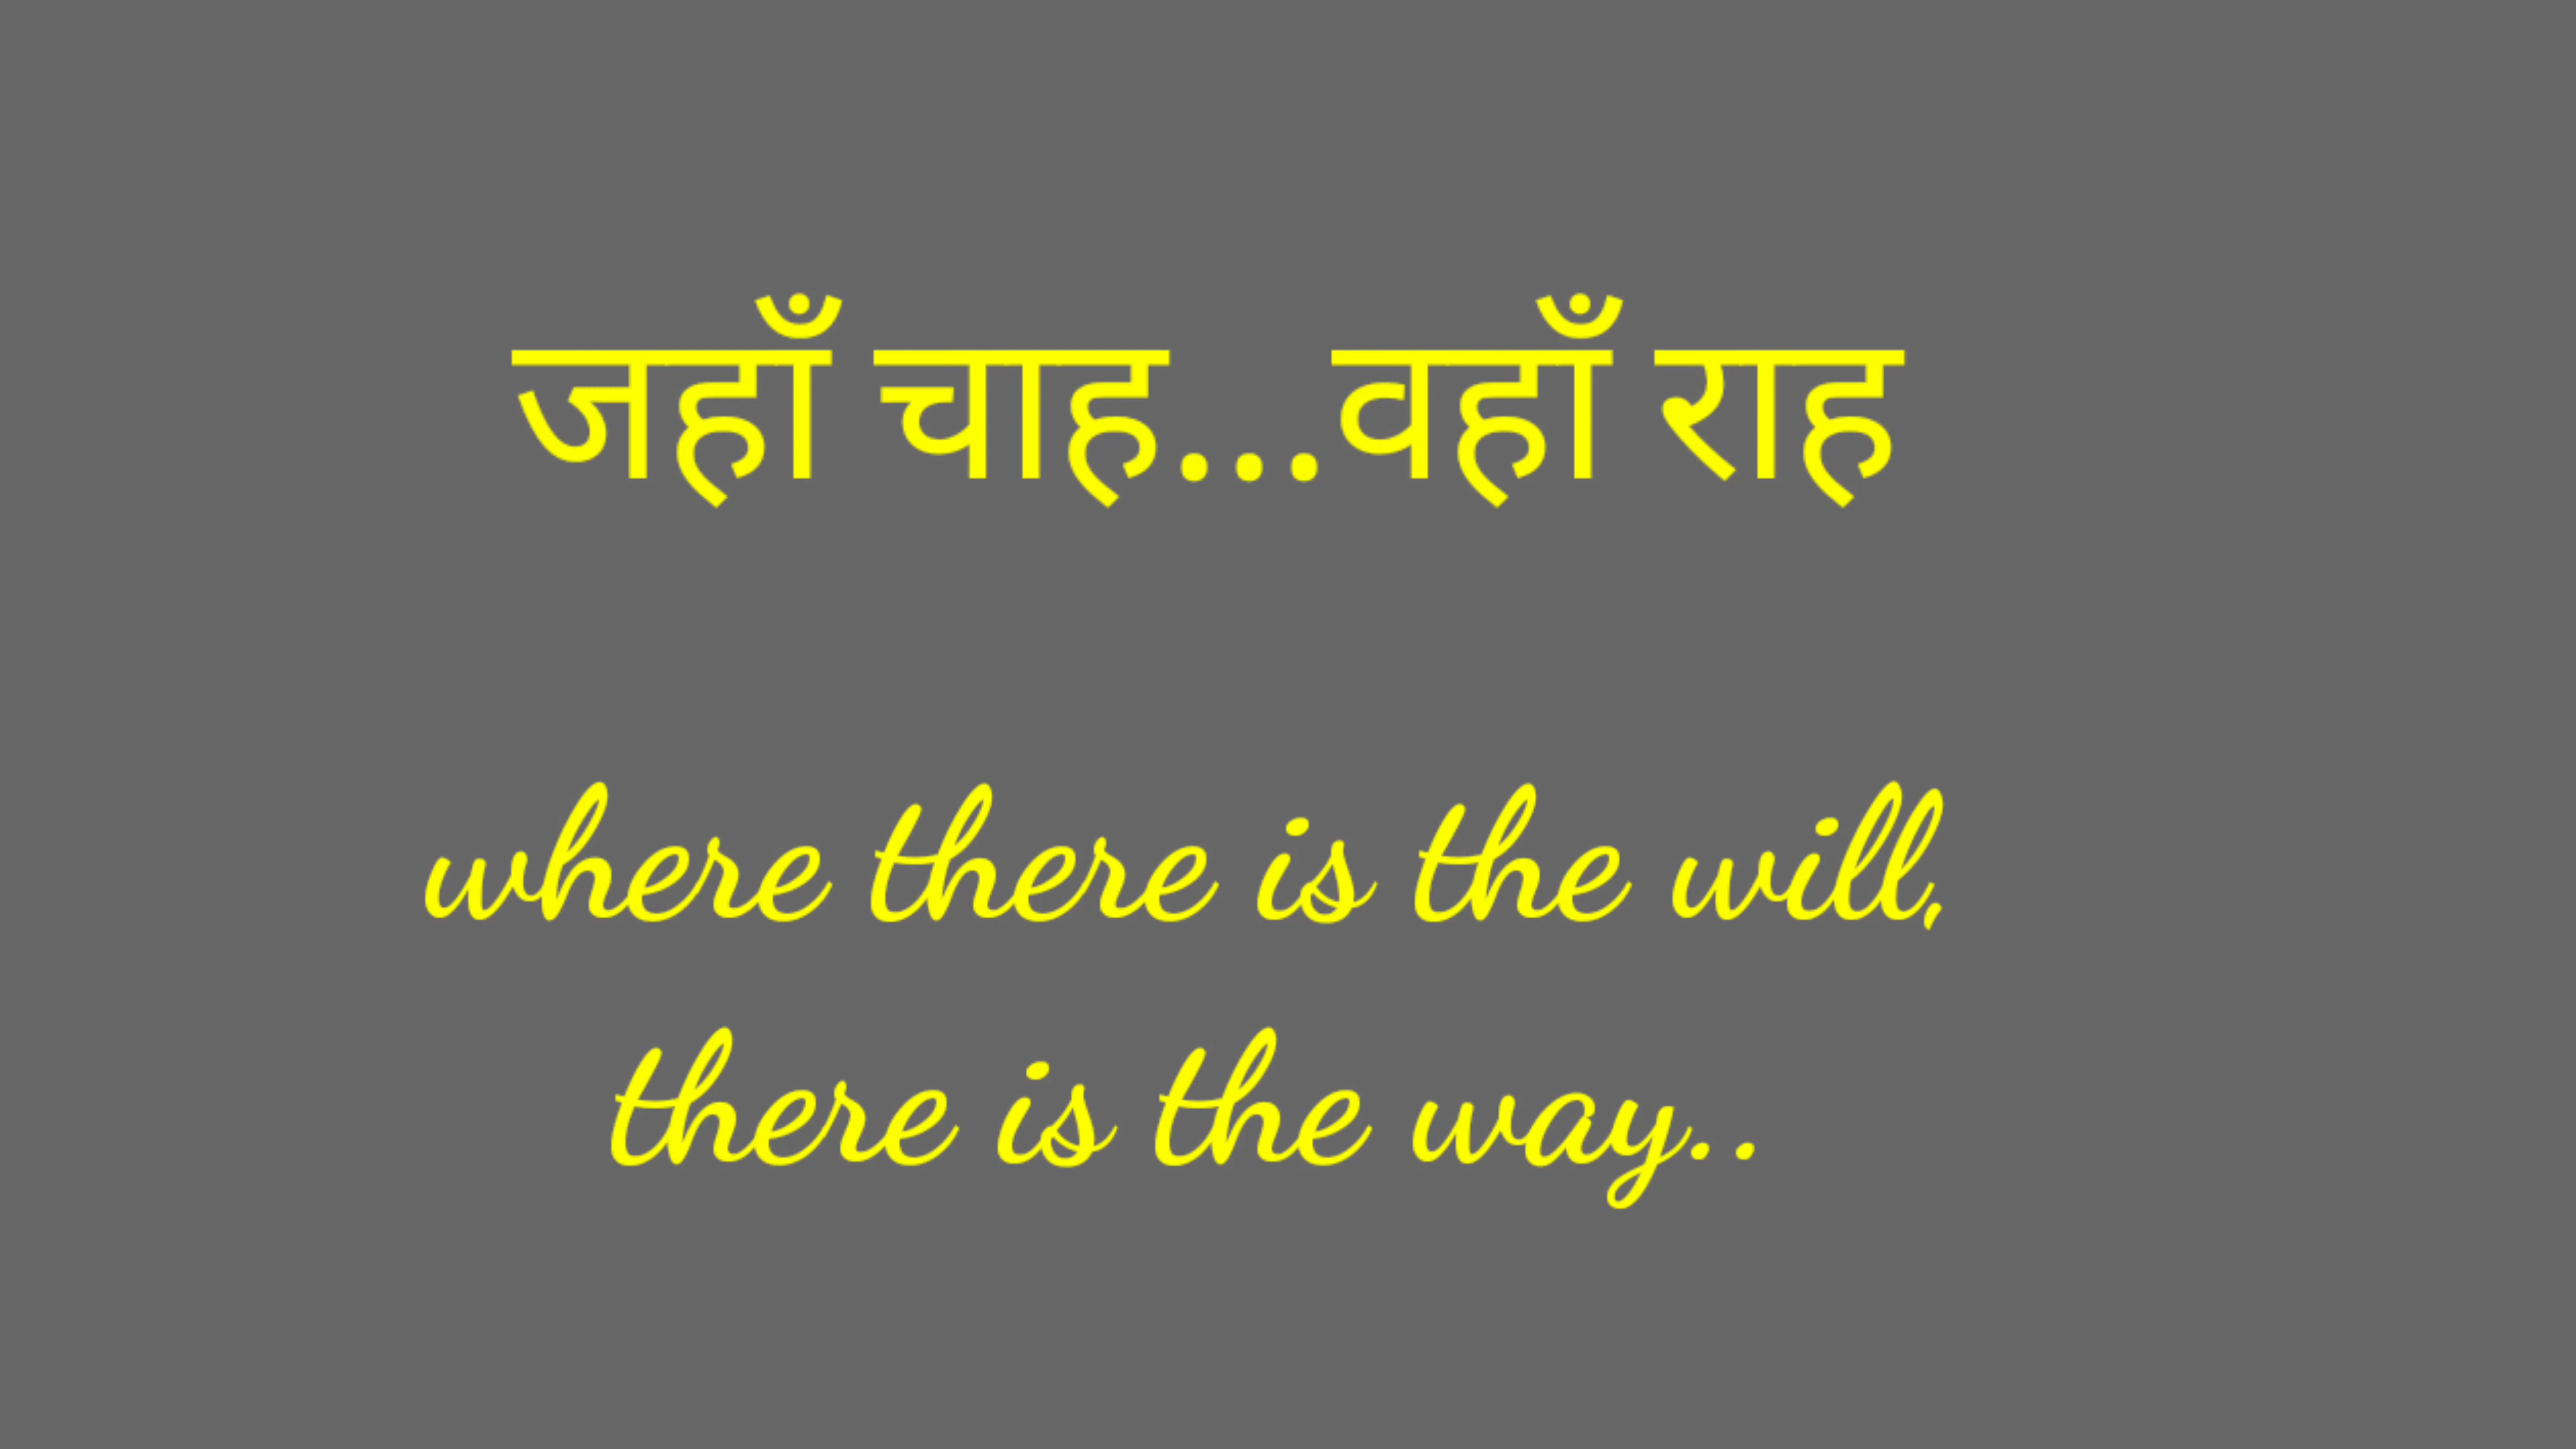 जहाँ चाह...वहाँ राह
where there is the will,
there is the way..